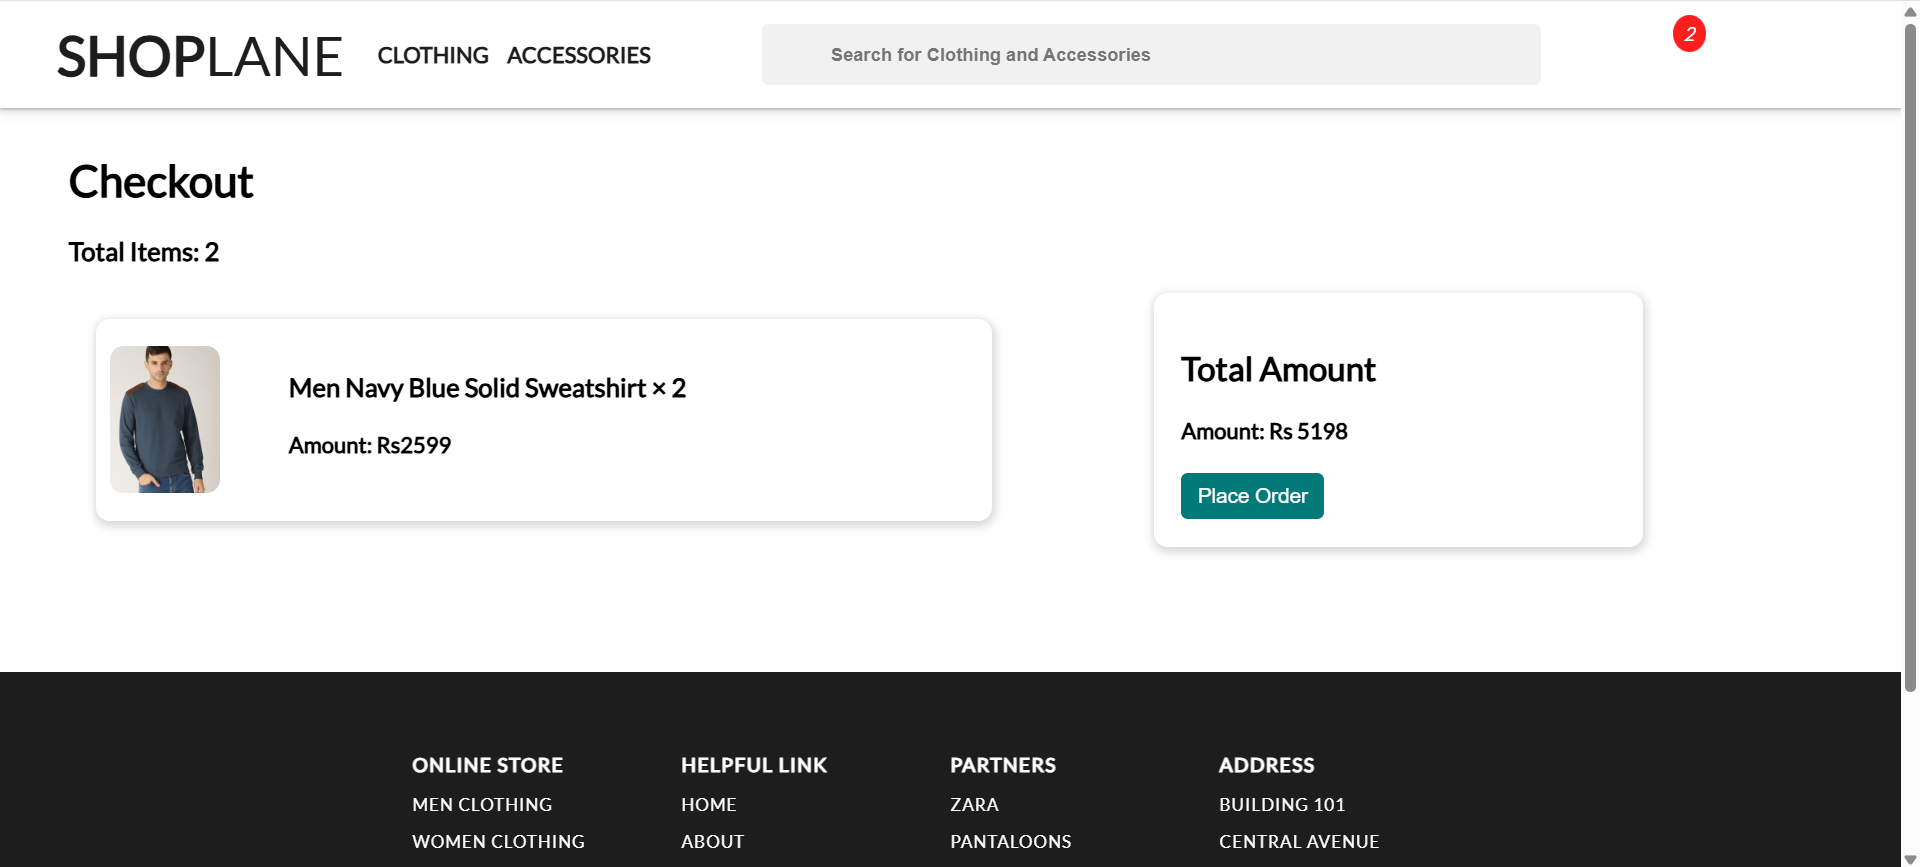 SHOPLANE CLOTHING ACCESSORIES Search for Clothing and Accessories 2
Checkout
Total Items: 2
Men Navy Blue Solid Sweatshirt × 2
Amount: Rs2599
Total Amount
Amount: Rs 5198
Place Order
ONLINE STORE
MEN CLOTHING
WOMEN CLOTHING
HELPFUL LINK
HOME
ABOUT
PARTNERS
ZARA
PANTALOONS
ADDRESS
BUILDING 101
CENTRAL AVENUE